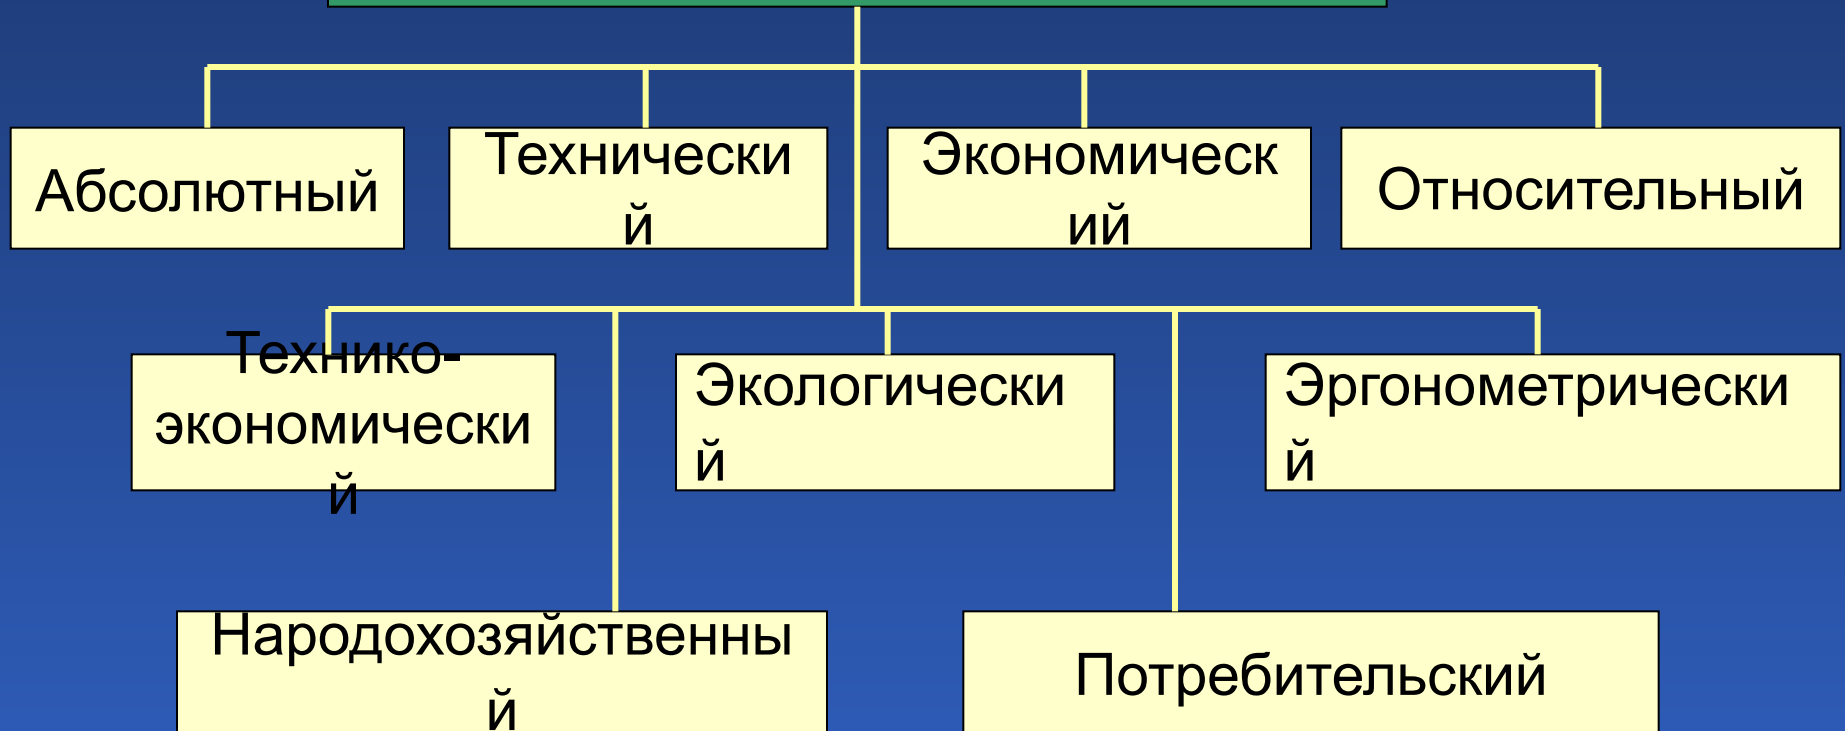 Абсолютный
Технически
й
Экономическ
ий
Относительный
Технико-
экономически
й
Экологически
й
Эргонометрически
й
Народохозяйственны
й
Потребительский